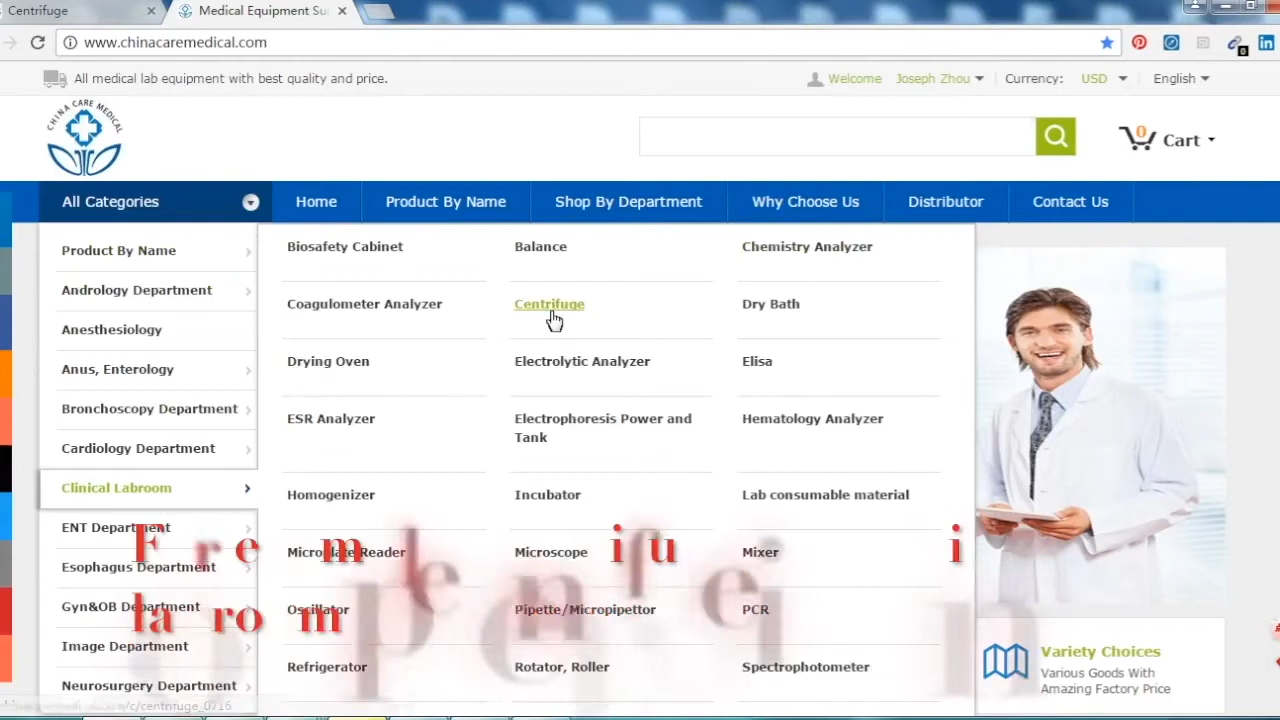 Centrifuge
Medical Equipment Su
www.chinacaremedical.com
All medical lab equipment with best quality and price.
Welcome Joseph Zhou Currency: USD English
CHINA CARE MEDICAL
0 Cart
All Categories Home Product By Name Shop By Department Why Choose Us Distributor Contact Us
Product By Name
Andrology Department
Anesthesiology
Anus, Enterology
Bronchoscopy Department
Cardiology Department
Clinical Labroom
ENT Department
Esophagus Department
Gyn&OB Department
Image Department
Neurosurgery Department
Biosafety Cabinet Balance Chemistry Analyzer
Coagulometer Analyzer Centrifuge Dry Bath
Drying Oven Electrolytic Analyzer Elisa
ESR Analyzer Electrophoresis Power and Hematology Analyzer
Tank
Homogenizer Incubator Lab consumable material
Microplate Reader Microscope Mixer
Oscillator Pipette/Micropipettor PCR
Refrigerator Rotator, Roller Spectrophotometer
Variety Choices
Various Goods With
Amazing Factory Price